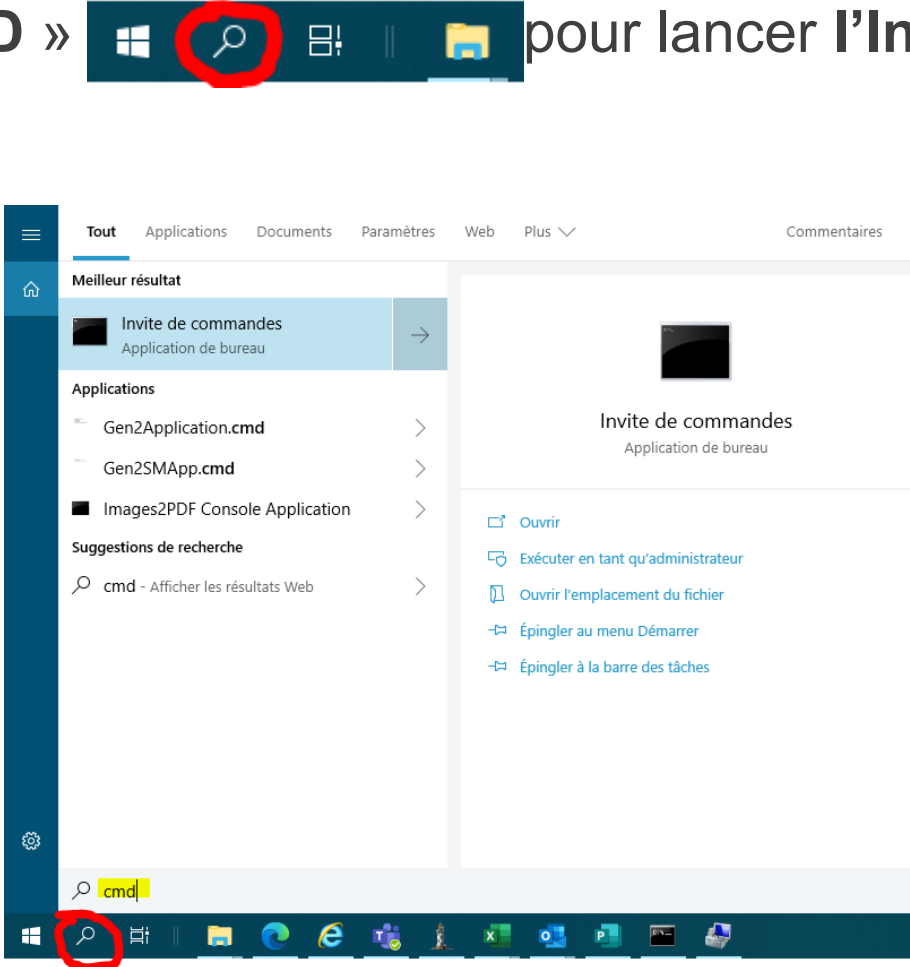 D » pour lancer l’In
Tout Applications Documents Paramètres Web Plus Commentaires
Meilleur résultat
Invite de commandes
Application de bureau
Applications
Gen2Application.cmd
Gen2SMApp.cmd
Images2PDF Console Application
Suggestions de recherche
cmd - Afficher les résultats Web
Invite de commandes
Application de bureau
Ouvrir
Exécuter en tant qu’administrateur
Ouvrir l’emplacement du fichier
Épingler au menu Démarrer
Épingler à la barre des tâches
cmd